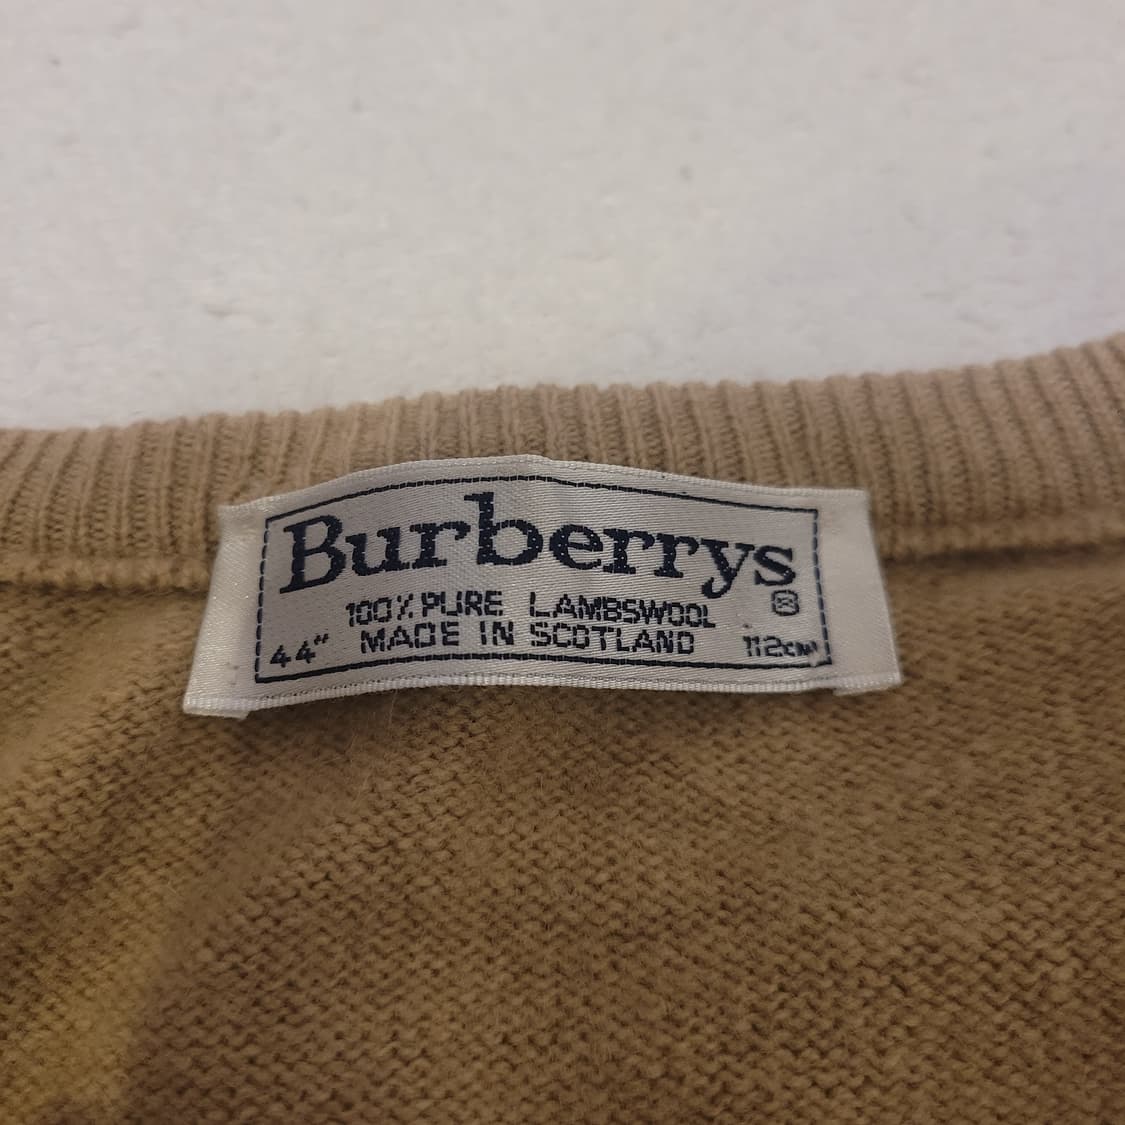 Burberrys
®
100% PURE LAMBSWOOL
44" MADE IN SCOTLAND 112CM